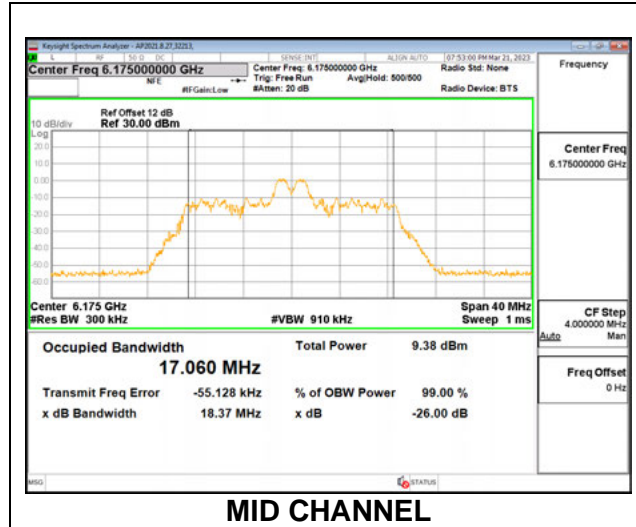 Keysight Spectrum Analyzer - AP2021.8.27,32213,
L RF 50 Ω DC SENSE:INT ALIGN AUTO 07:53:00 PM Mar 21, 2023
Center Freq 6.175000000 GHz Center Freq: 6.175000000 GHz Radio Std: None Frequency
NFE Trig: Free Run Avg|Hold: 500/500
#IFGain:Low #Atten: 20 dB Radio Device: BTS
Ref Offset 12 dB
10 dB/div Ref 30.00 dBm
Log
20.0
10.0
0.00
-10.0
-20.0
-30.0
-40.0
-50.0
-60.0
Center Freq
6.175000000 GHz
Center 6.175 GHz Span 40 MHz
#Res BW 300 kHz #VBW 910 kHz Sweep 1 ms
CF Step
4.000000 MHz
Auto Man
Occupied Bandwidth Total Power 9.38 dBm
17.060 MHz
Freq Offset
0 Hz
Transmit Freq Error -55.128 kHz % of OBW Power 99.00 %
x dB Bandwidth 18.37 MHz x dB -26.00 dB
MSG STATUS
MID CHANNEL